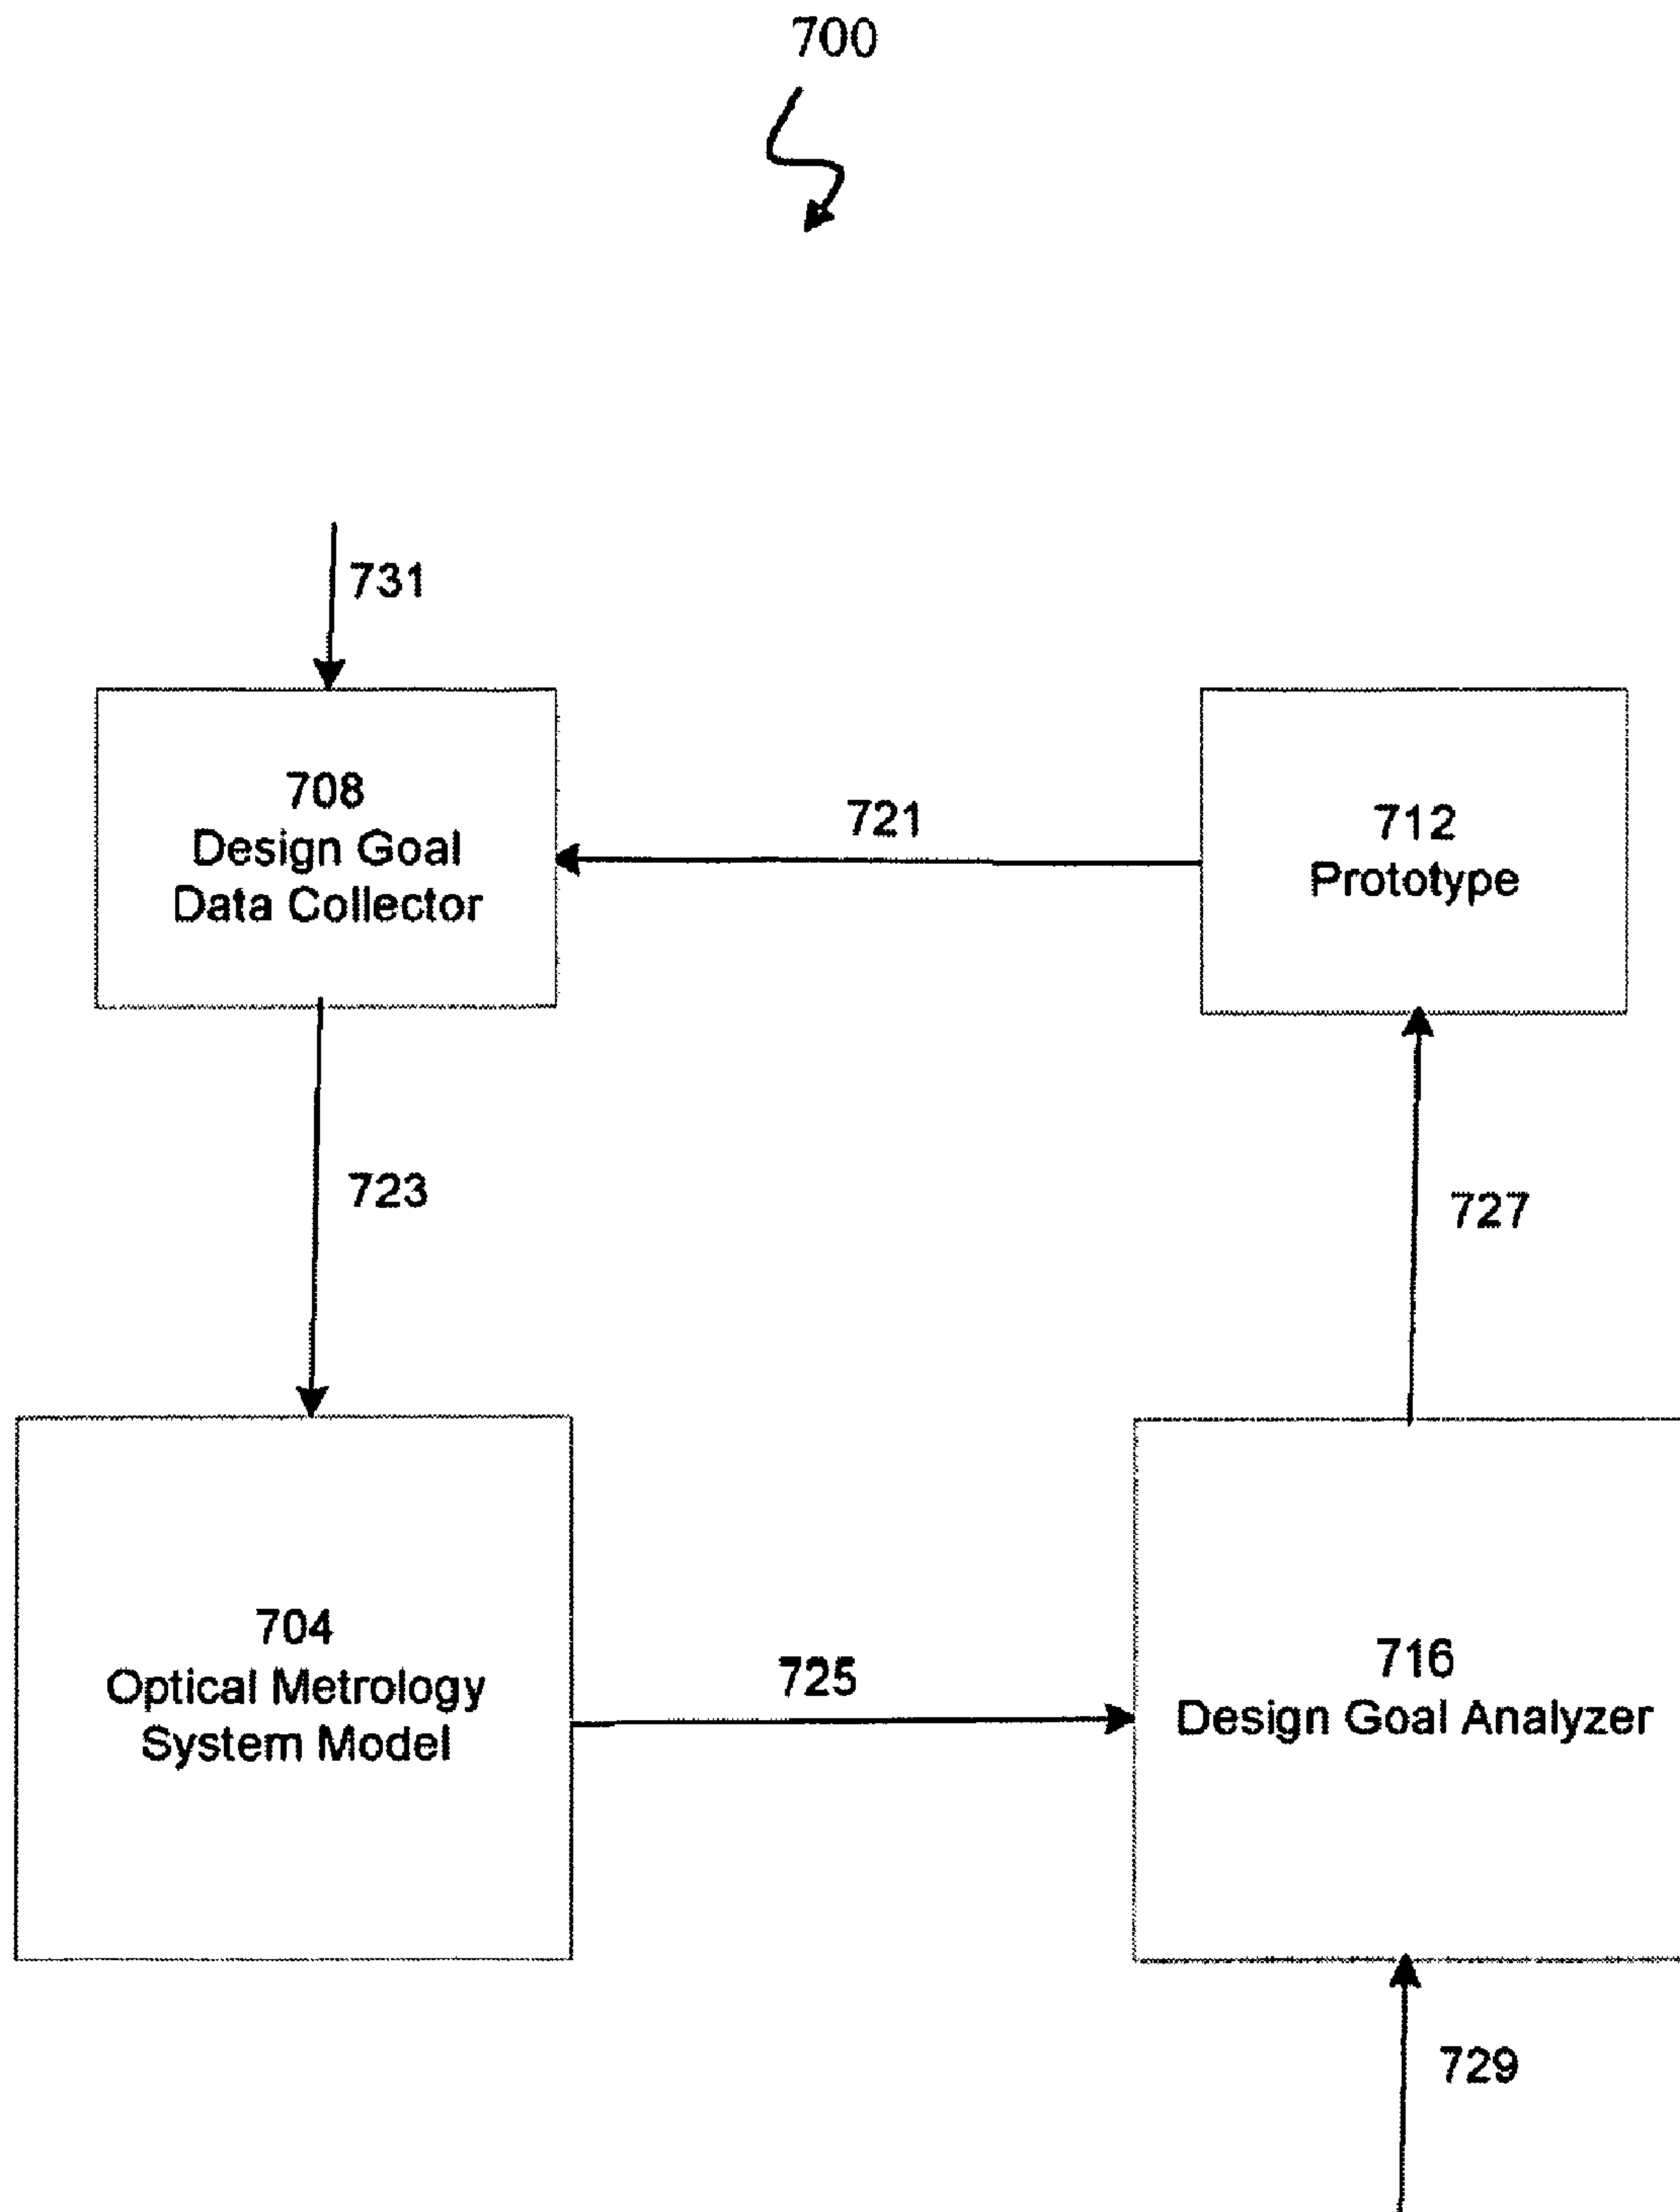 700
731
708
Design Goal
Data Collector
721
712
Prototype
723
727
704
Optical Metrology
System Model
725
716
Design Goal Analyzer
729